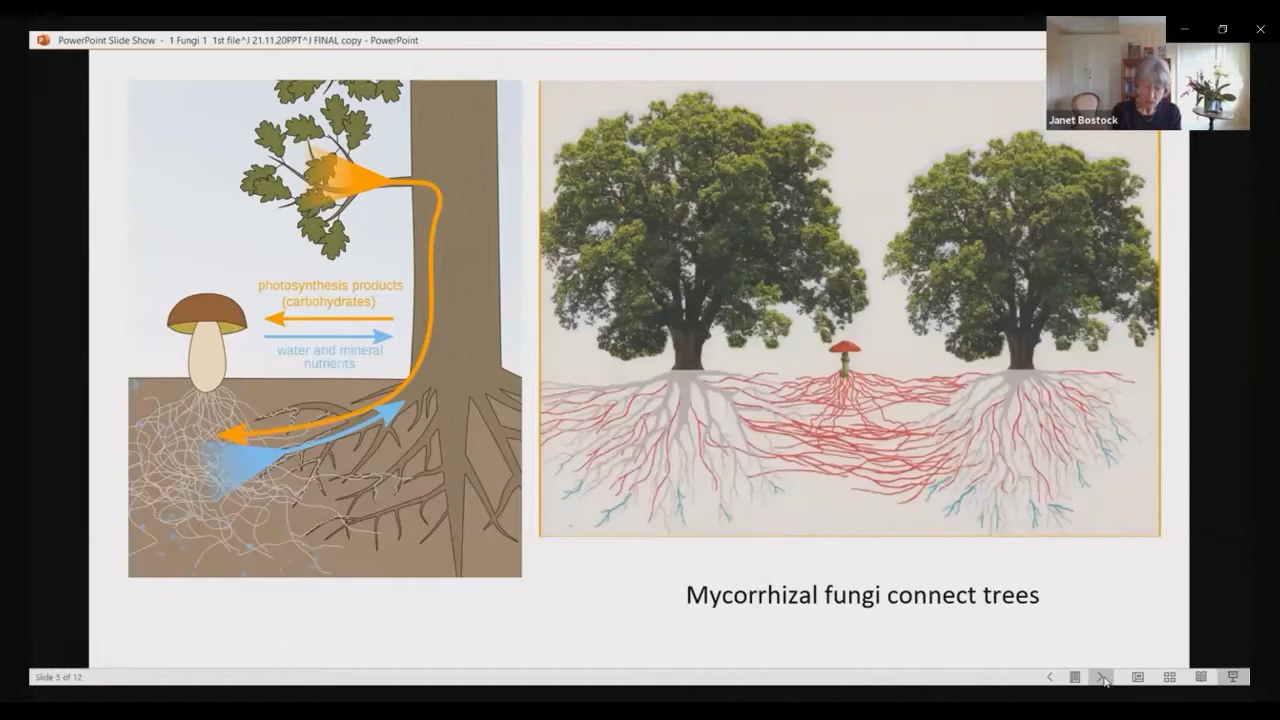 PowerPoint Slide Show - 1 Fungi 1 1st file^J 21.11.20PPT^J FINAL copy - PowerPoint
Janet Bostock
photosynthesis products
(carbohydrates)
water and mineral
nutrients
Mycorrhizal fungi connect trees
Slide 5 of 12